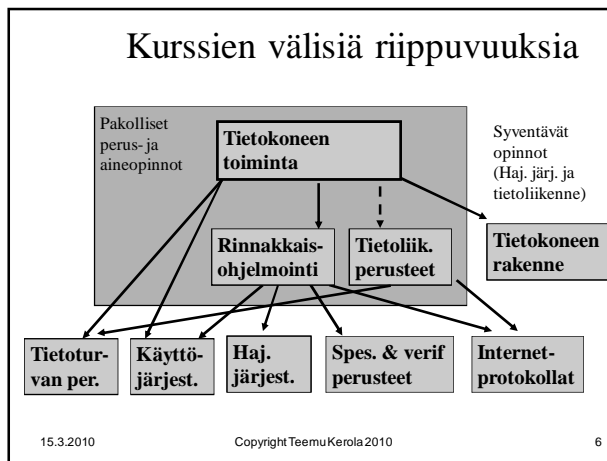 Kurssien välisiä riippuvuuksia
Pakolliset
perus- ja
aineopinnot
Tietokoneen
toiminta
Syventävät
opinnot
(Haj. järj. ja
tietoliikenne)
Rinnakkais-
ohjelmointi
Tietoliik.
perusteet
Tietokoneen
rakenne
Tietotur-
van per.
Käyttö-
järjest.
Haj.
järjest.
Spes. & verif
perusteet
Internet-
protokollat
15.3.2010
Copyright Teemu Kerola 2010
6